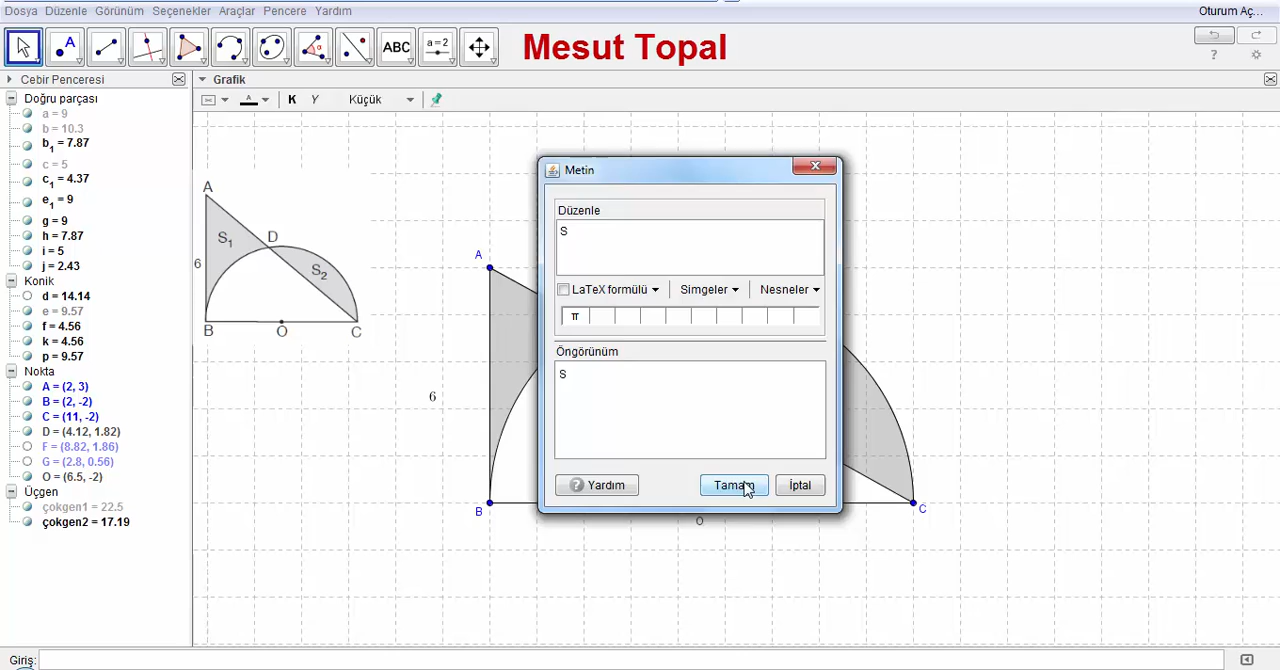 Dosya Düzenle Görünüm Seçenekler Araçlar Pencere Yardım
Oturum Aç...
A ABC a=2
Mesut Topal
?
Cebir Penceresi
Grafik
K Y Küçük
Doğru parçası
a = 9
b = 10.3
b1 = 7.87
c = 5
c1 = 4.37
e1 = 9
g = 9
h = 7.87
i = 5
j = 2.43
Konik
d = 14.14
e = 9.57
f = 4.56
k = 4.56
p = 9.57
Nokta
A = (2, 3)
B = (2, -2)
C = (11, -2)
D = (4.12, 1.82)
F = (8.82, 1.86)
G = (2.8, 0.56)
O = (6.5, -2)
Üçgen
çokgen1 = 22.5
çokgen2 = 17.19
A
D
S1
S2
6
B
O
C
A
6
B
O
C
Metin
Düzenle
S
LaTeX formülü Simgeler Nesneler
π
Öngörünüm
S
? Yardım Tamam İptal
Giriş: